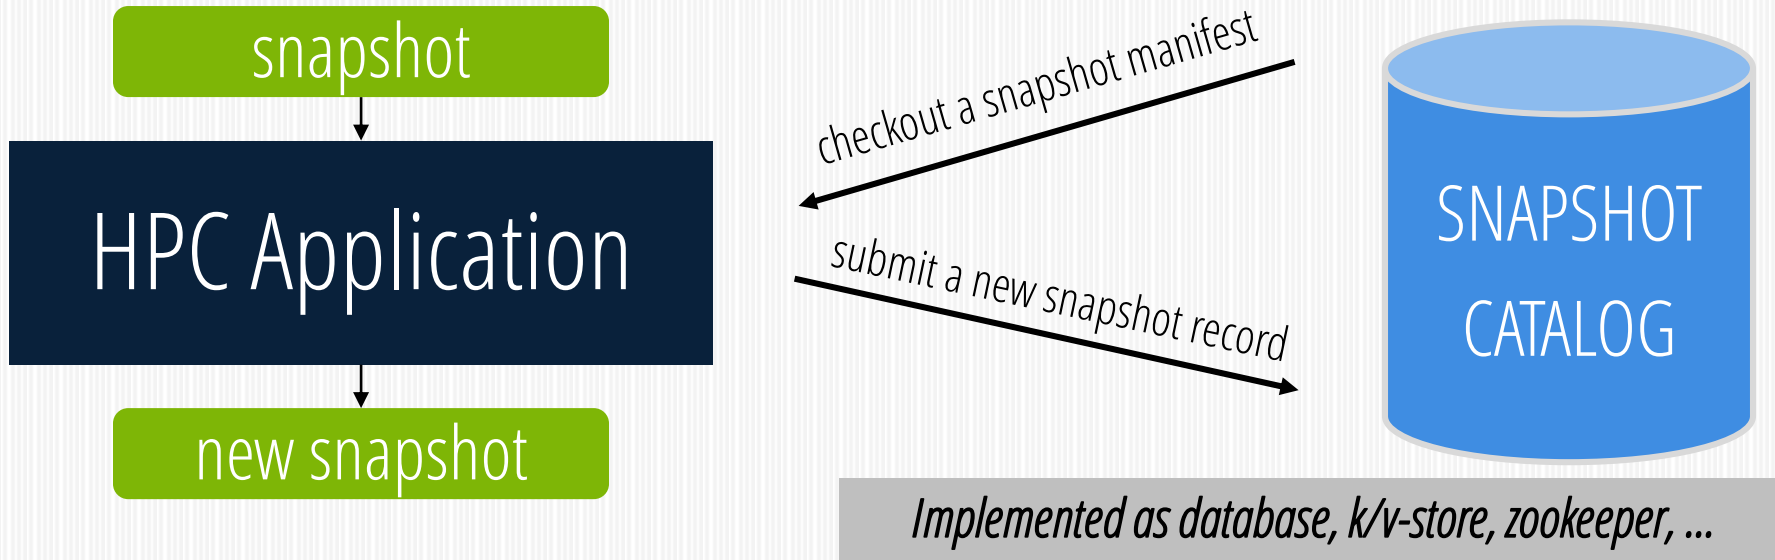 snapshot
HPC Application
new snapshot
checkout a snapshot manifest
submit a new snapshot record
SNAPSHOT
CATALOG
Implemented as database, k/v-store, zookeeper, ...